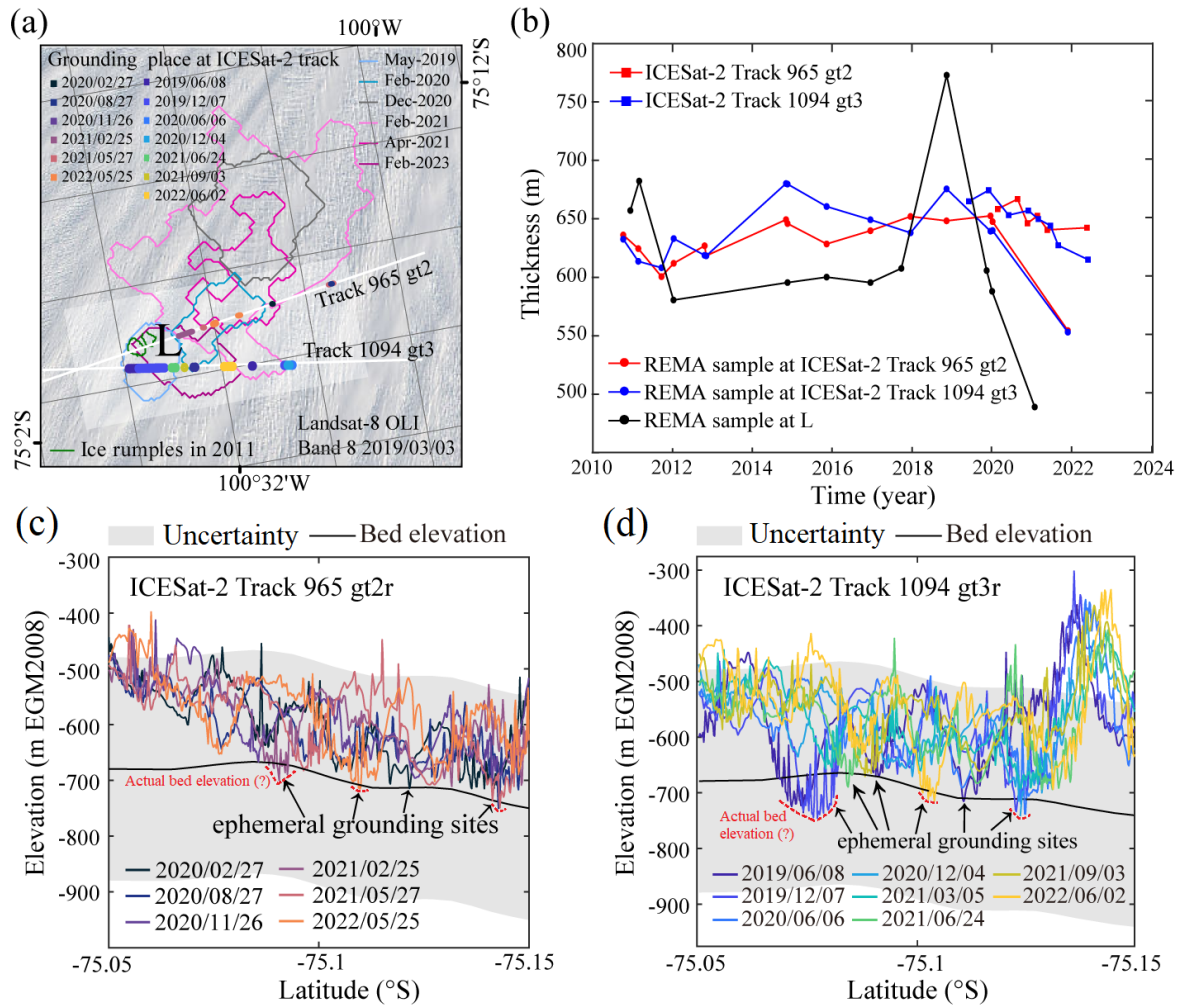 (a)
100°W
75°12'S
Grounding place at ICESat-2 track
2020/02/27
2020/08/27
2020/11/26
2021/02/25
2021/05/27
2022/05/25
2019/06/08
2019/12/07
2020/06/06
2020/12/04
2021/06/24
2021/09/03
2022/06/02
May-2019
Feb-2020
Dec-2020
Feb-2021
Apr-2021
Feb-2023
Track 965 gt2
L
Track 1094 gt3
Landsat-8 OLI
Band 8 2019/03/03
Ice rumples in 2011
75°2'S
100°32'W
(b)
800
750
700
650
600
550
500
Thickness (m)
ICESat-2 Track 965 gt2
ICESat-2 Track 1094 gt3
REMA sample at ICESat-2 Track 965 gt2
REMA sample at ICESat-2 Track 1094 gt3
REMA sample at L
2010 2012 2014 2016 2018 2020 2022 2024
Time (year)
(c)
Uncertainty Bed elevation
-300
-400
-500
-600
-700
-800
-900
Elevation (m EGM2008)
ICESat-2 Track 965 gt2r
Actual bed elevation (?)
ephemeral grounding sites
2020/02/27
2020/08/27
2020/11/26
2021/02/25
2021/05/27
2022/05/25
-75.05 -75.1 -75.15
Latitude (°S)
(d)
Uncertainty Bed elevation
-300
-400
-500
-600
-700
-800
-900
Elevation (m EGM2008)
ICESat-2 Track 1094 gt3r
Actual bed
elevation (?)
ephemeral grounding sites
2019/06/08
2019/12/07
2020/06/06
2020/12/04
2021/03/05
2021/06/24
2021/09/03
2022/06/02
-75.05 -75.1 -75.15
Latitude (°S)